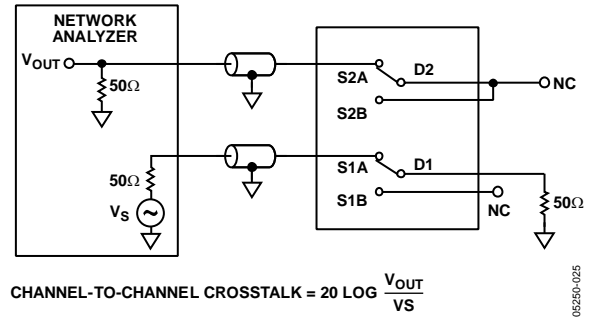 NETWORK
ANALYZER
VOUT
50Ω
S2A
D2
NC
S2B
50Ω
VS
S1A
D1
S1B
NC
50Ω
CHANNEL-TO-CHANNEL CROSSTALK = 20 LOG VOUT
VS
05250-025